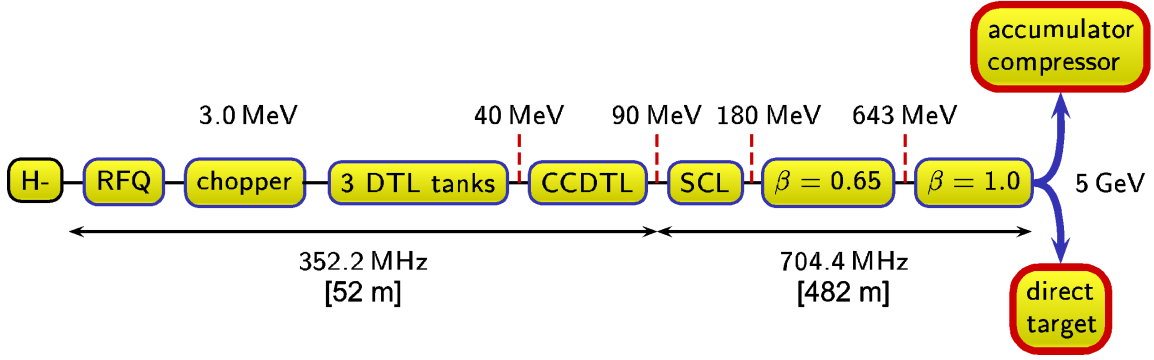 accumulator
compressor
3.0 MeV
40 MeV
90 MeV
180 MeV
643 MeV
H-
RFQ
chopper
3 DTL tanks
CCDTL
SCL
β = 0.65
β = 1.0
5 GeV
352.2 MHz
[52 m]
704.4 MHz
[482 m]
direct
target